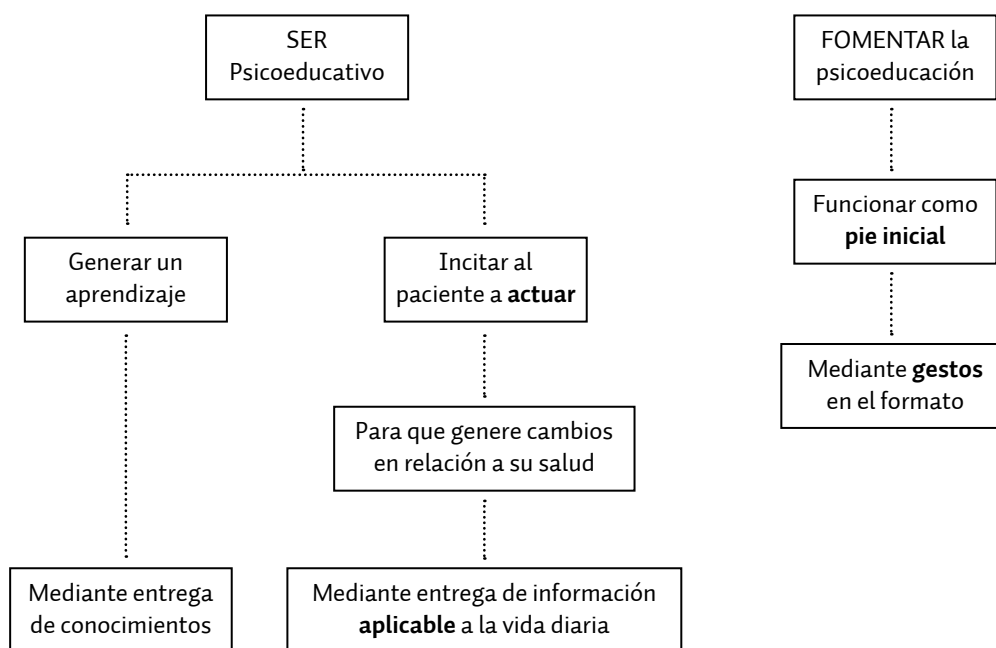 SER
Psicoeducativo
FOMENTAR la
psicoeducación
Generar un
aprendizaje
Incitar al
paciente a actuar
Funcionar como
pie inicial
Mediante gestos
en el formato
Para que genere cambios
en relación a su salud
Mediante entrega
de conocimientos
Mediante entrega de información
aplicable a la vida diaria